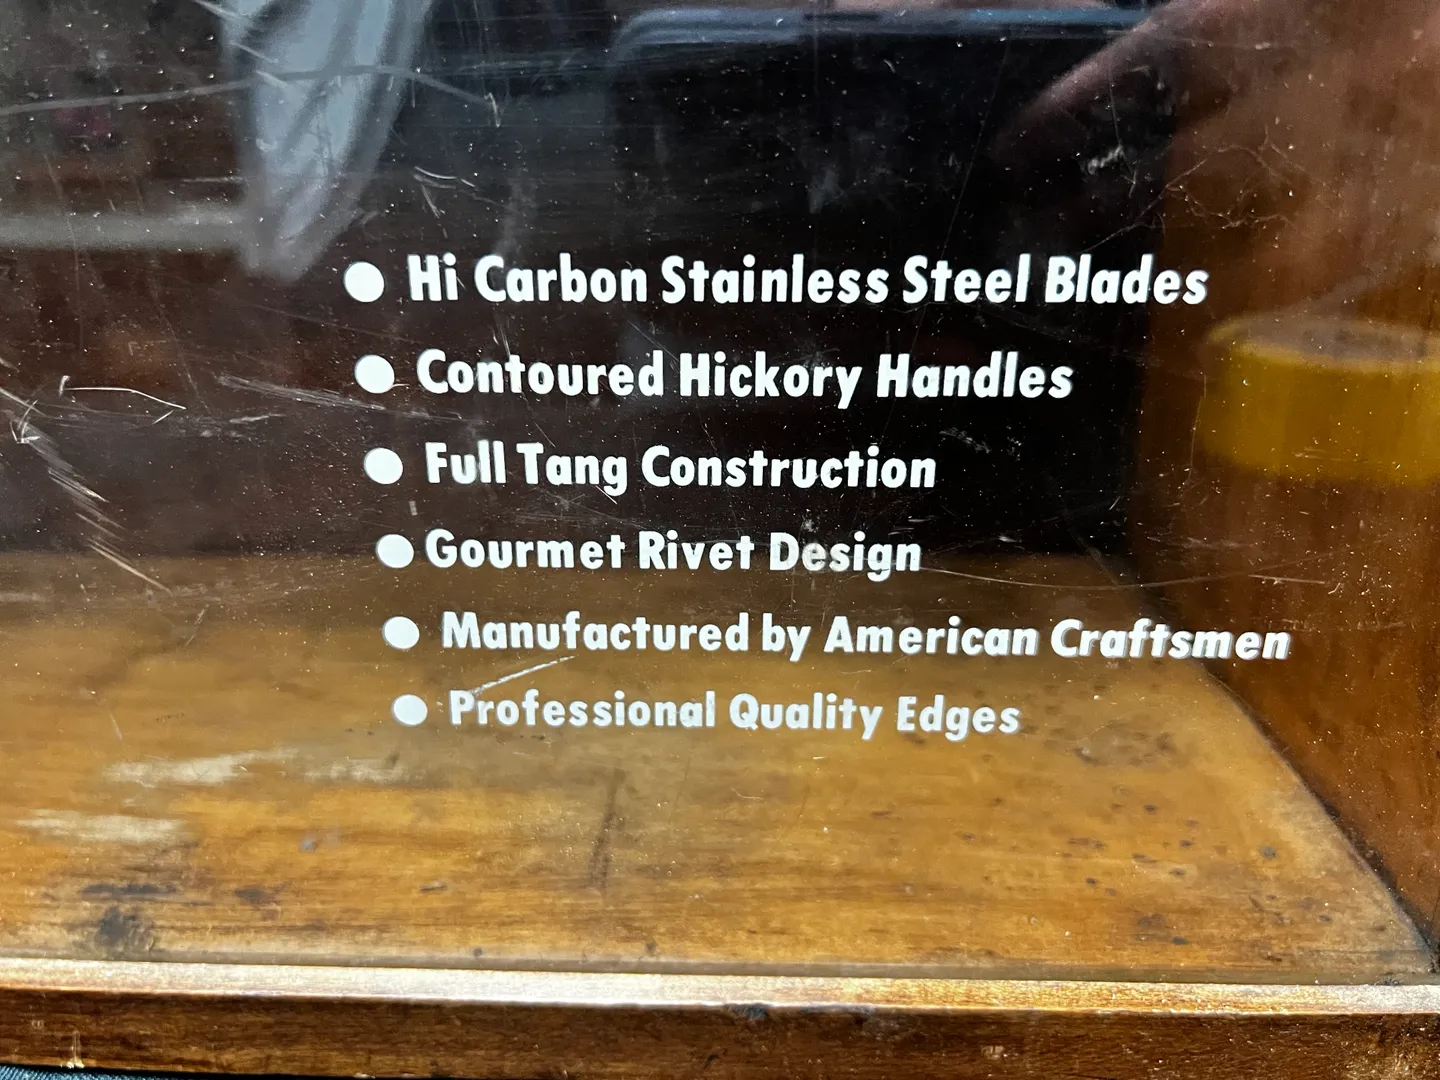 ● Hi Carbon Stainless Steel Blades
● Contoured Hickory Handles
● Full Tang Construction
● Gourmet Rivet Design
● Manufactured by American Craftsmen
● Professional Quality Edges